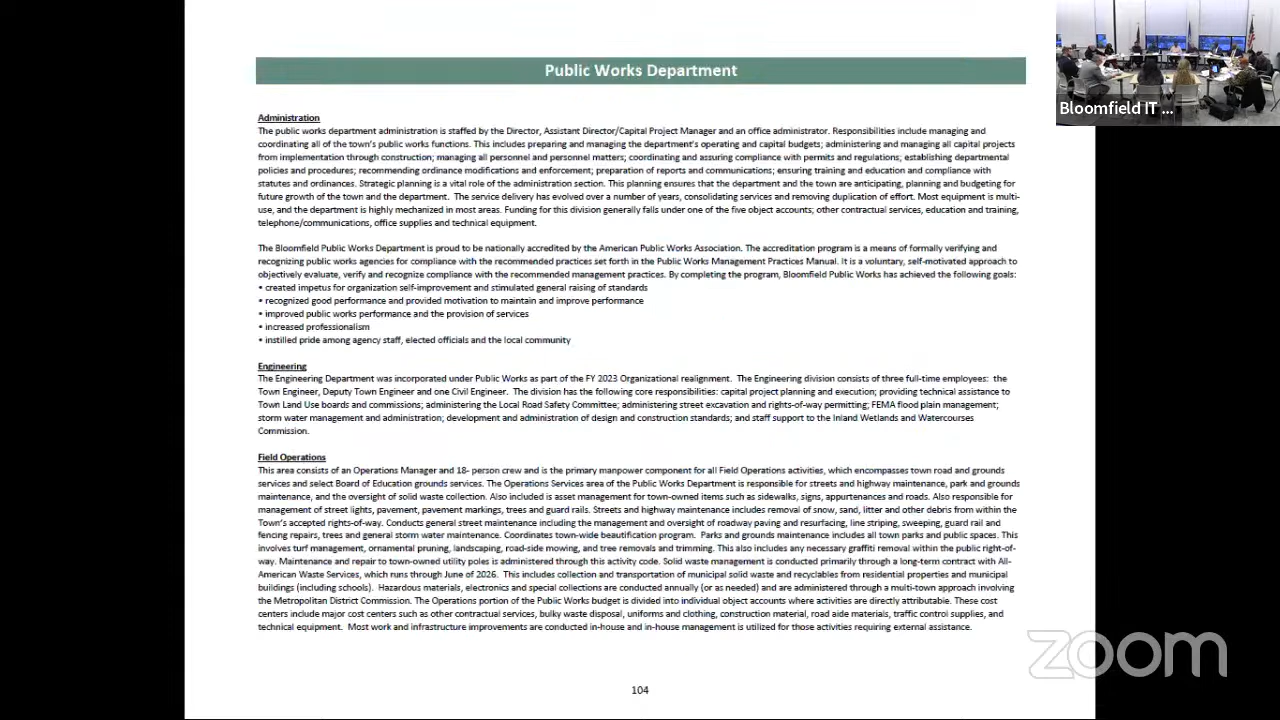 Public Works Department
Bloomfield IT ...
Administration
The public works department administration is staffed by the Director, Assistant Director/Capital Project Manager and an office administrator. Responsibilities include managing and
coordinating all of the town's public works functions. This includes preparing and managing the department's operating and capital budgets; administering and managing all capital projects
from implementation through construction; managing all personnel and personnel matters; coordinating and assuring compliance with permits and regulations; establishing departmental
policies and procedures; recommending ordinance modifications and enforcement; preparation of reports and communications; ensuring training and education and compliance with
statutes and ordinances. Strategic planning is a vital role of the administration section. This planning ensures that the department and the town are anticipating, planning and budgeting for
future growth of the town and the department. The service delivery has evolved over a number of years, consolidating services and removing duplication of effort. Most equipment is multi-
use, and the department is highly mechanized in most areas. Funding for this division generally falls under one of the five object accounts; other contractual services, education and training,
telephone/communications, office supplies and technical equipment.
The Bloomfield Public Works Department is proud to be nationally accredited by the American Public Works Association. The accreditation program is a means of formally verifying and
recognizing public works agencies for compliance with the recommended practices set forth in the Public Works Management Practices Manual. It is a voluntary, self-motivated approach to
objectively evaluate, verify and recognize compliance with the recommended management practices. By completing the program, Bloomfield Public Works has achieved the following goals:
• created impetus for organization self-improvement and stimulated general raising of standards
• recognized good performance and provided motivation to maintain and improve performance
• improved public works performance and the provision of services
• increased professionalism
• instilled pride among agency staff, elected officials and the local community
Engineering
The Engineering Department was incorporated under Public Works as part of the FY 2023 Organizational realignment. The Engineering division consists of three full-time employees: the
Town Engineer, Deputy Town Engineer and one Civil Engineer. The division has the following core responsibilities: capital project planning and execution; providing technical assistance to
Town Land Use boards and commissions; administering the Local Road Safety Committee; administering street excavation and rights-of-way permitting; FEMA flood plain management;
storm water management and administration; development and administration of design and construction standards; and staff support to the Inland Wetlands and Watercourses
Commission.
Field Operations
This area consists of an Operations Manager and 18- person crew and is the primary manpower component for all Field Operations activities, which encompasses town road and grounds
services and select Board of Education grounds services. The Operations Services area of the Public Works Department is responsible for streets and highway maintenance, park and grounds
maintenance, and the oversight of solid waste collection. Also included is asset management for town-owned items such as sidewalks, signs, appurtenances and roads. Also responsible for
management of street lights, pavement, pavement markings, trees and guard rails. Streets and highway maintenance includes removal of snow, sand, litter and other debris from within the
Town's accepted rights-of-way. Conducts general street maintenance including the management and oversight of roadway paving and resurfacing, line striping, sweeping, guard rail and
fencing repairs, trees and general storm water maintenance. Coordinates town-wide beautification program. Parks and grounds maintenance includes all town parks and public spaces. This
involves turf management, ornamental pruning, landscaping, road-side mowing, and tree removals and trimming. This also includes any necessary graffiti removal within the public right-of-
way. Maintenance and repair to town-owned utility poles is administered through this activity code. Solid waste management is conducted primarily through a long-term contract with All-
American Waste Services, which runs through June of 2026. This includes collection and transportation of municipal solid waste and recyclables from residential properties and municipal
buildings (including schools). Hazardous materials, electronics and special collections are conducted annually (or as needed) and are administered through a multi-town approach involving
the Metropolitan District Commission. The Operations portion of the Public Works budget is divided into individual object accounts where activities are directly attributable. These cost
centers include major cost centers such as other contractual services, bulky waste disposal, uniforms and clothing, construction material, road aide materials, traffic control supplies, and
technical equipment. Most work and infrastructure improvements are conducted in-house and in-house management is utilized for those activities requiring external assistance.
zoom
104